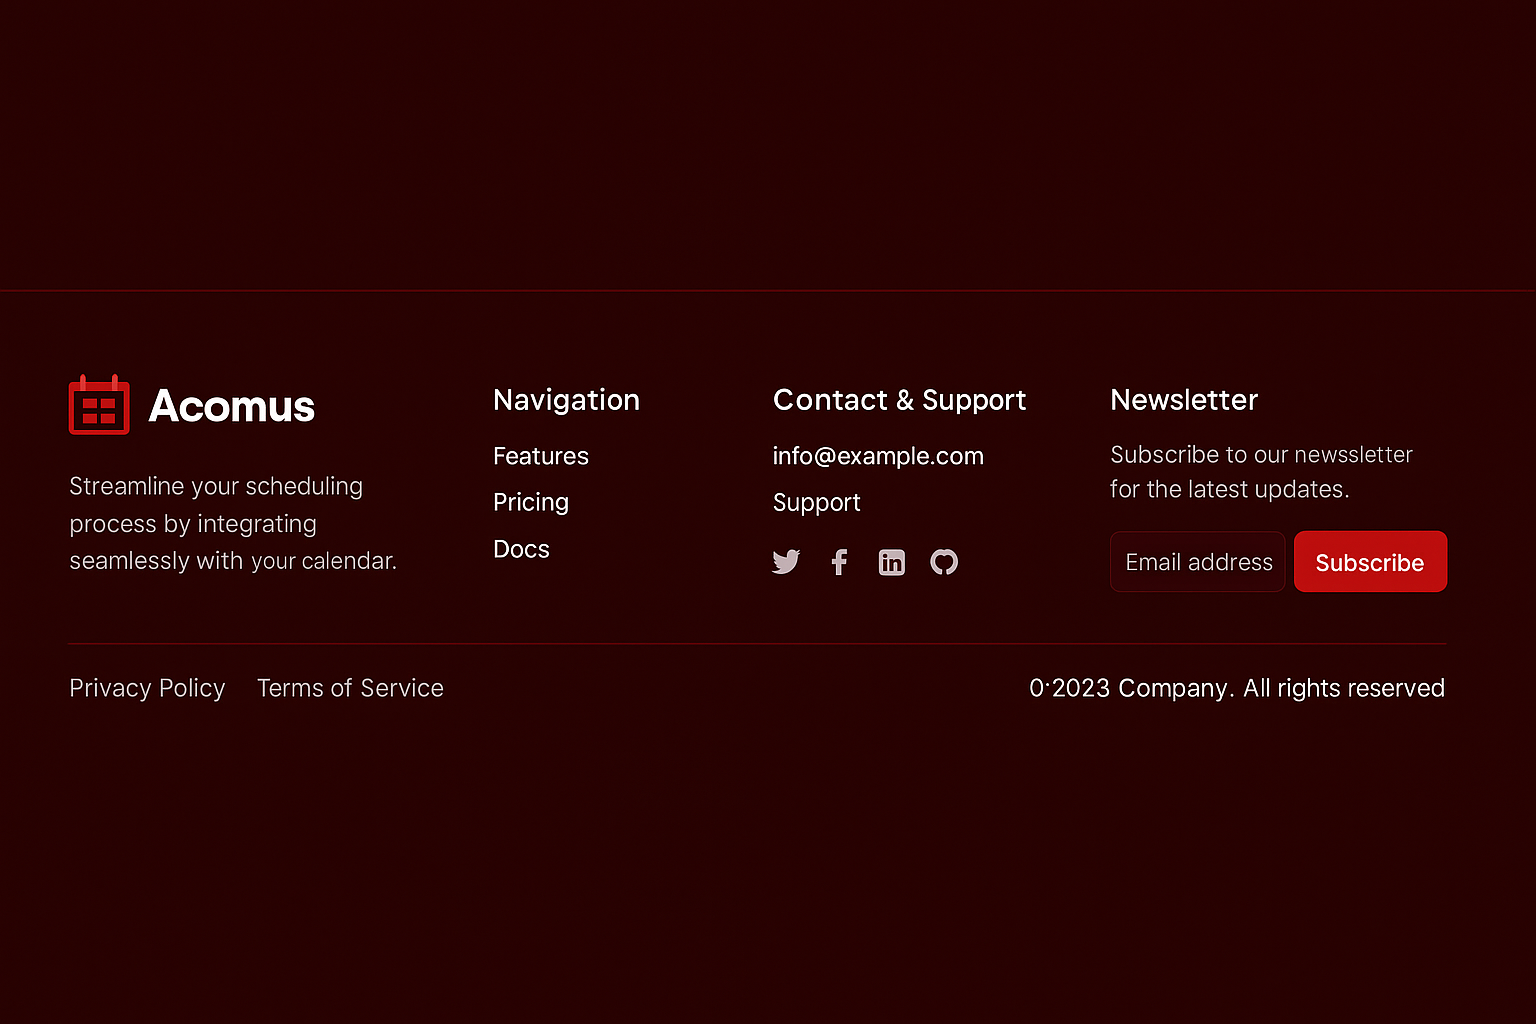 Acomus
Streamline your scheduling
process by integrating
seamlessly with your calendar.
Navigation
Features
Pricing
Docs
Contact & Support
info@example.com
Support
Newsletter
Subscribe to our newssletter
for the latest updates.
Email address
Subscribe
Privacy Policy
Terms of Service
0·2023 Company. All rights reserved